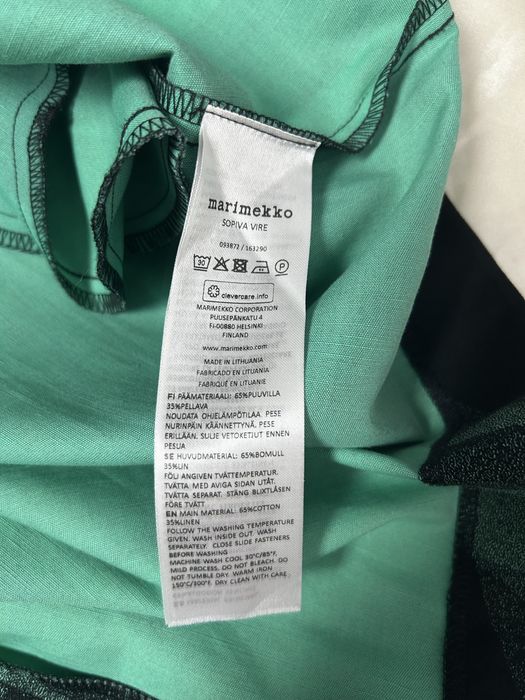 marimekko
SOPIVA VIRE
093872 / 163290
30
P
clevercare.info
MARIMEKKO CORPORATION
PUUSEPÄNKATU 4
FI-00880 HELSINKI
FINLAND
www.marimekko.com
MADE IN LITHUANIA
FABRICADO EN LITUANIA
FABRIQUÉ EN LITUANIE
FI PÄÄMATERIAALI: 65%PUUVILLA
35%PELLAVA
NOUDATA OHJELÄMPÖTILAA. PESE
NURINPÄIN KÄÄNNETTYNÄ, PESE
ERILLÄÄN. SULJE VETOKETJUT ENNEN
PESUA
SE HUVUDMATERIAL: 65%BOMULL
35%LIN
FÖLJ ANGIVEN TVÄTTEMPERATUR.
TVÄTTA MED AVIGA SIDAN UTÅT.
TVÄTTA SEPARAT. STÄNG BLIXTLÅSEN
FÖRE TVÄTT
EN MAIN MATERIAL: 65%COTTON
35%LINEN
FOLLOW THE WASHING TEMPERATURE
GIVEN. WASH INSIDE OUT. WASH
SEPARATELY. CLOSE SLIDE FASTENERS
BEFORE WASHING
MACHINE WASH COLD 30°C/85°F,
MILD PROCESS. DO NOT BLEACH. DO
NOT TUMBLE DRY. WARM IRON
150°C/300°F. DRY CLEAN WITH CARE